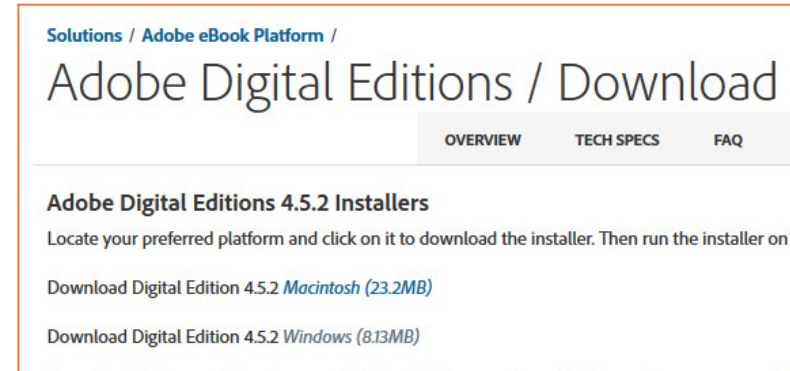 Solutions / Adobe eBook Platform /
Adobe Digital Editions / Download
OVERVIEW TECH SPECS FAQ
Adobe Digital Editions 4.5.2 Installers
Locate your preferred platform and click on it to download the installer. Then run the installer on
Download Digital Edition 4.5.2 Macintosh (23.2MB)
Download Digital Edition 4.5.2 Windows (8.13MB)